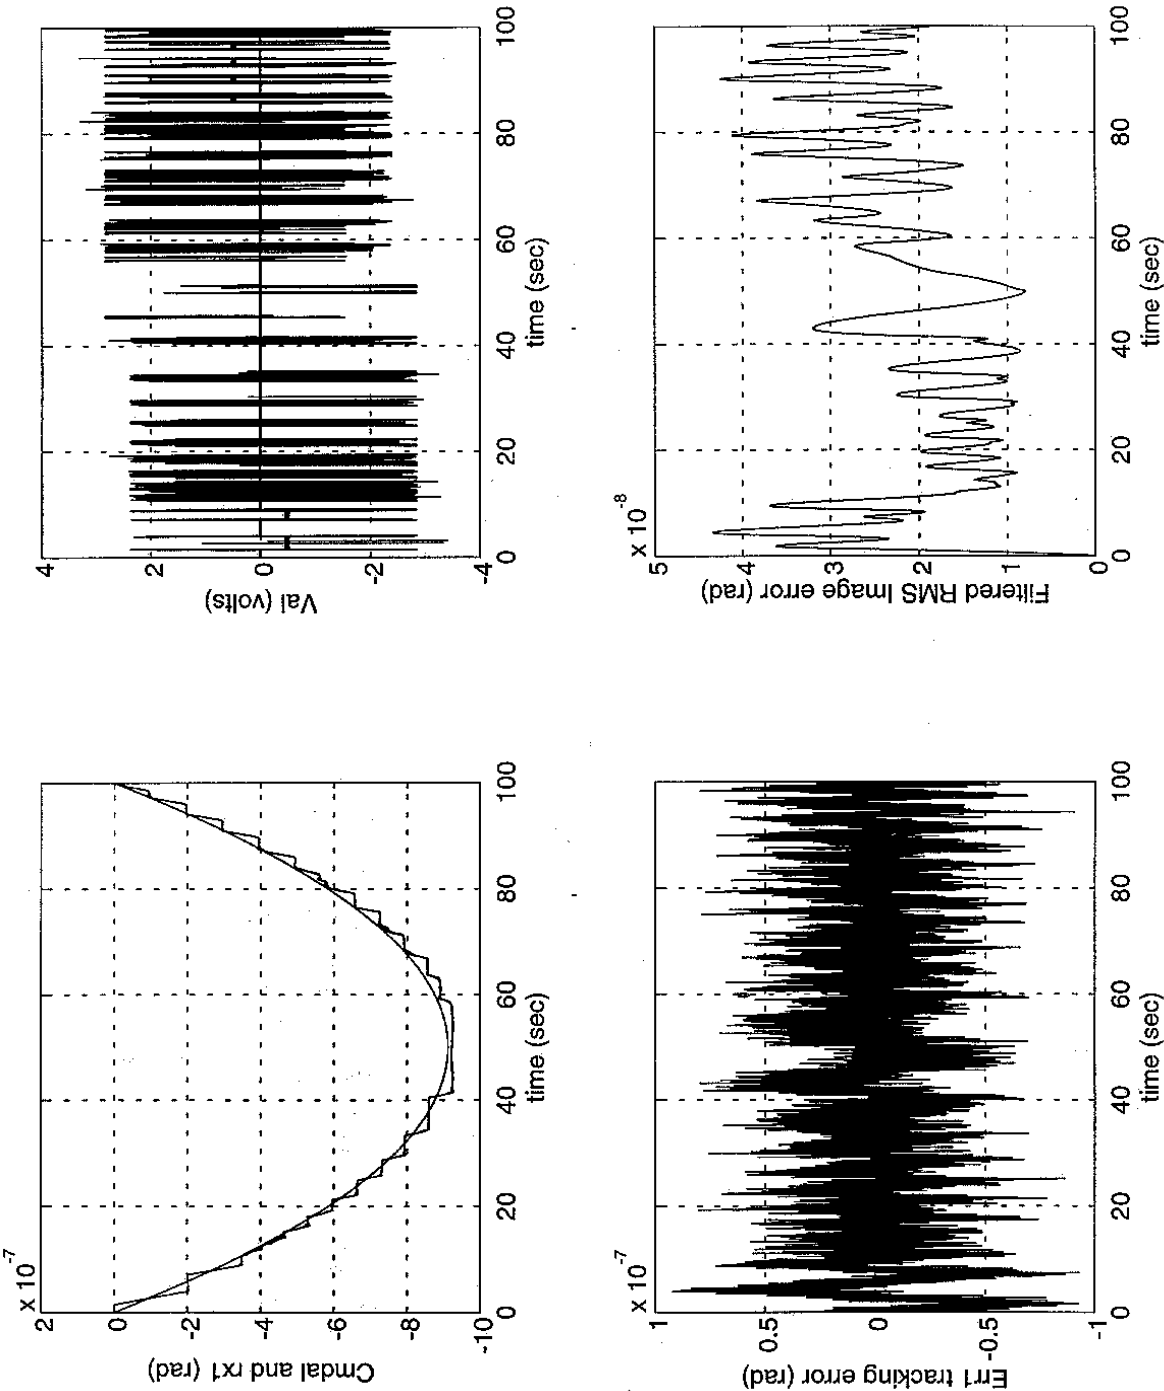 x 10^-7
2
0
-2
-4
-6
-8
-10
Cmdal and rx1 (rad)
0 20 40 60 80 100
time (sec)
4
2
0
-2
-4
Val (volts)
0 20 40 60 80 100
time (sec)
x 10^-7
1
0.5
0
-0.5
-1
Err1 tracking error (rad)
0 20 40 60 80 100
time (sec)
x 10^-8
5
4
3
2
1
0
Filtered RMS Image error (rad)
0 20 40 60 80 100
time (sec)